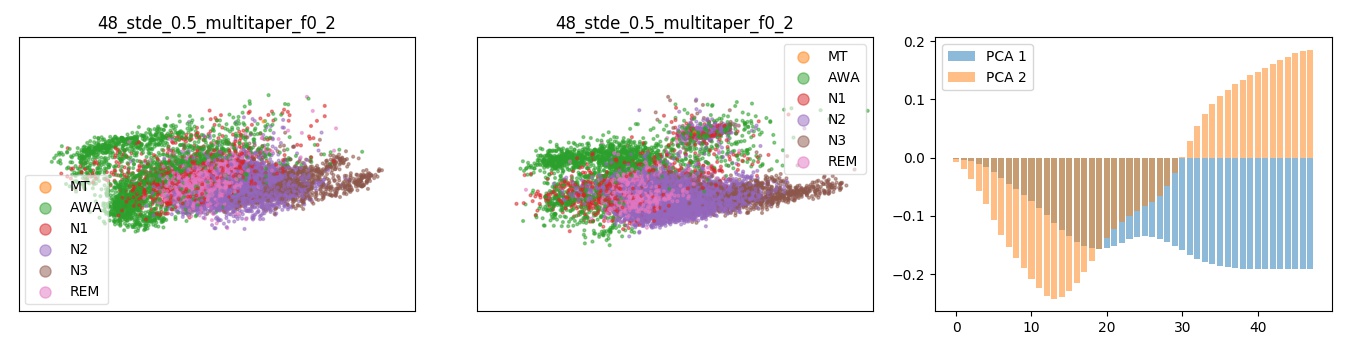 48_stde_0.5_multitaper_f0_2
MT
AWA
N1
N2
N3
REM
48_stde_0.5_multitaper_f0_2
MT
AWA
N1
N2
N3
REM
PCA 1
PCA 2
0.2
0.1
0.0
−0.1
−0.2
0 10 20 30 40